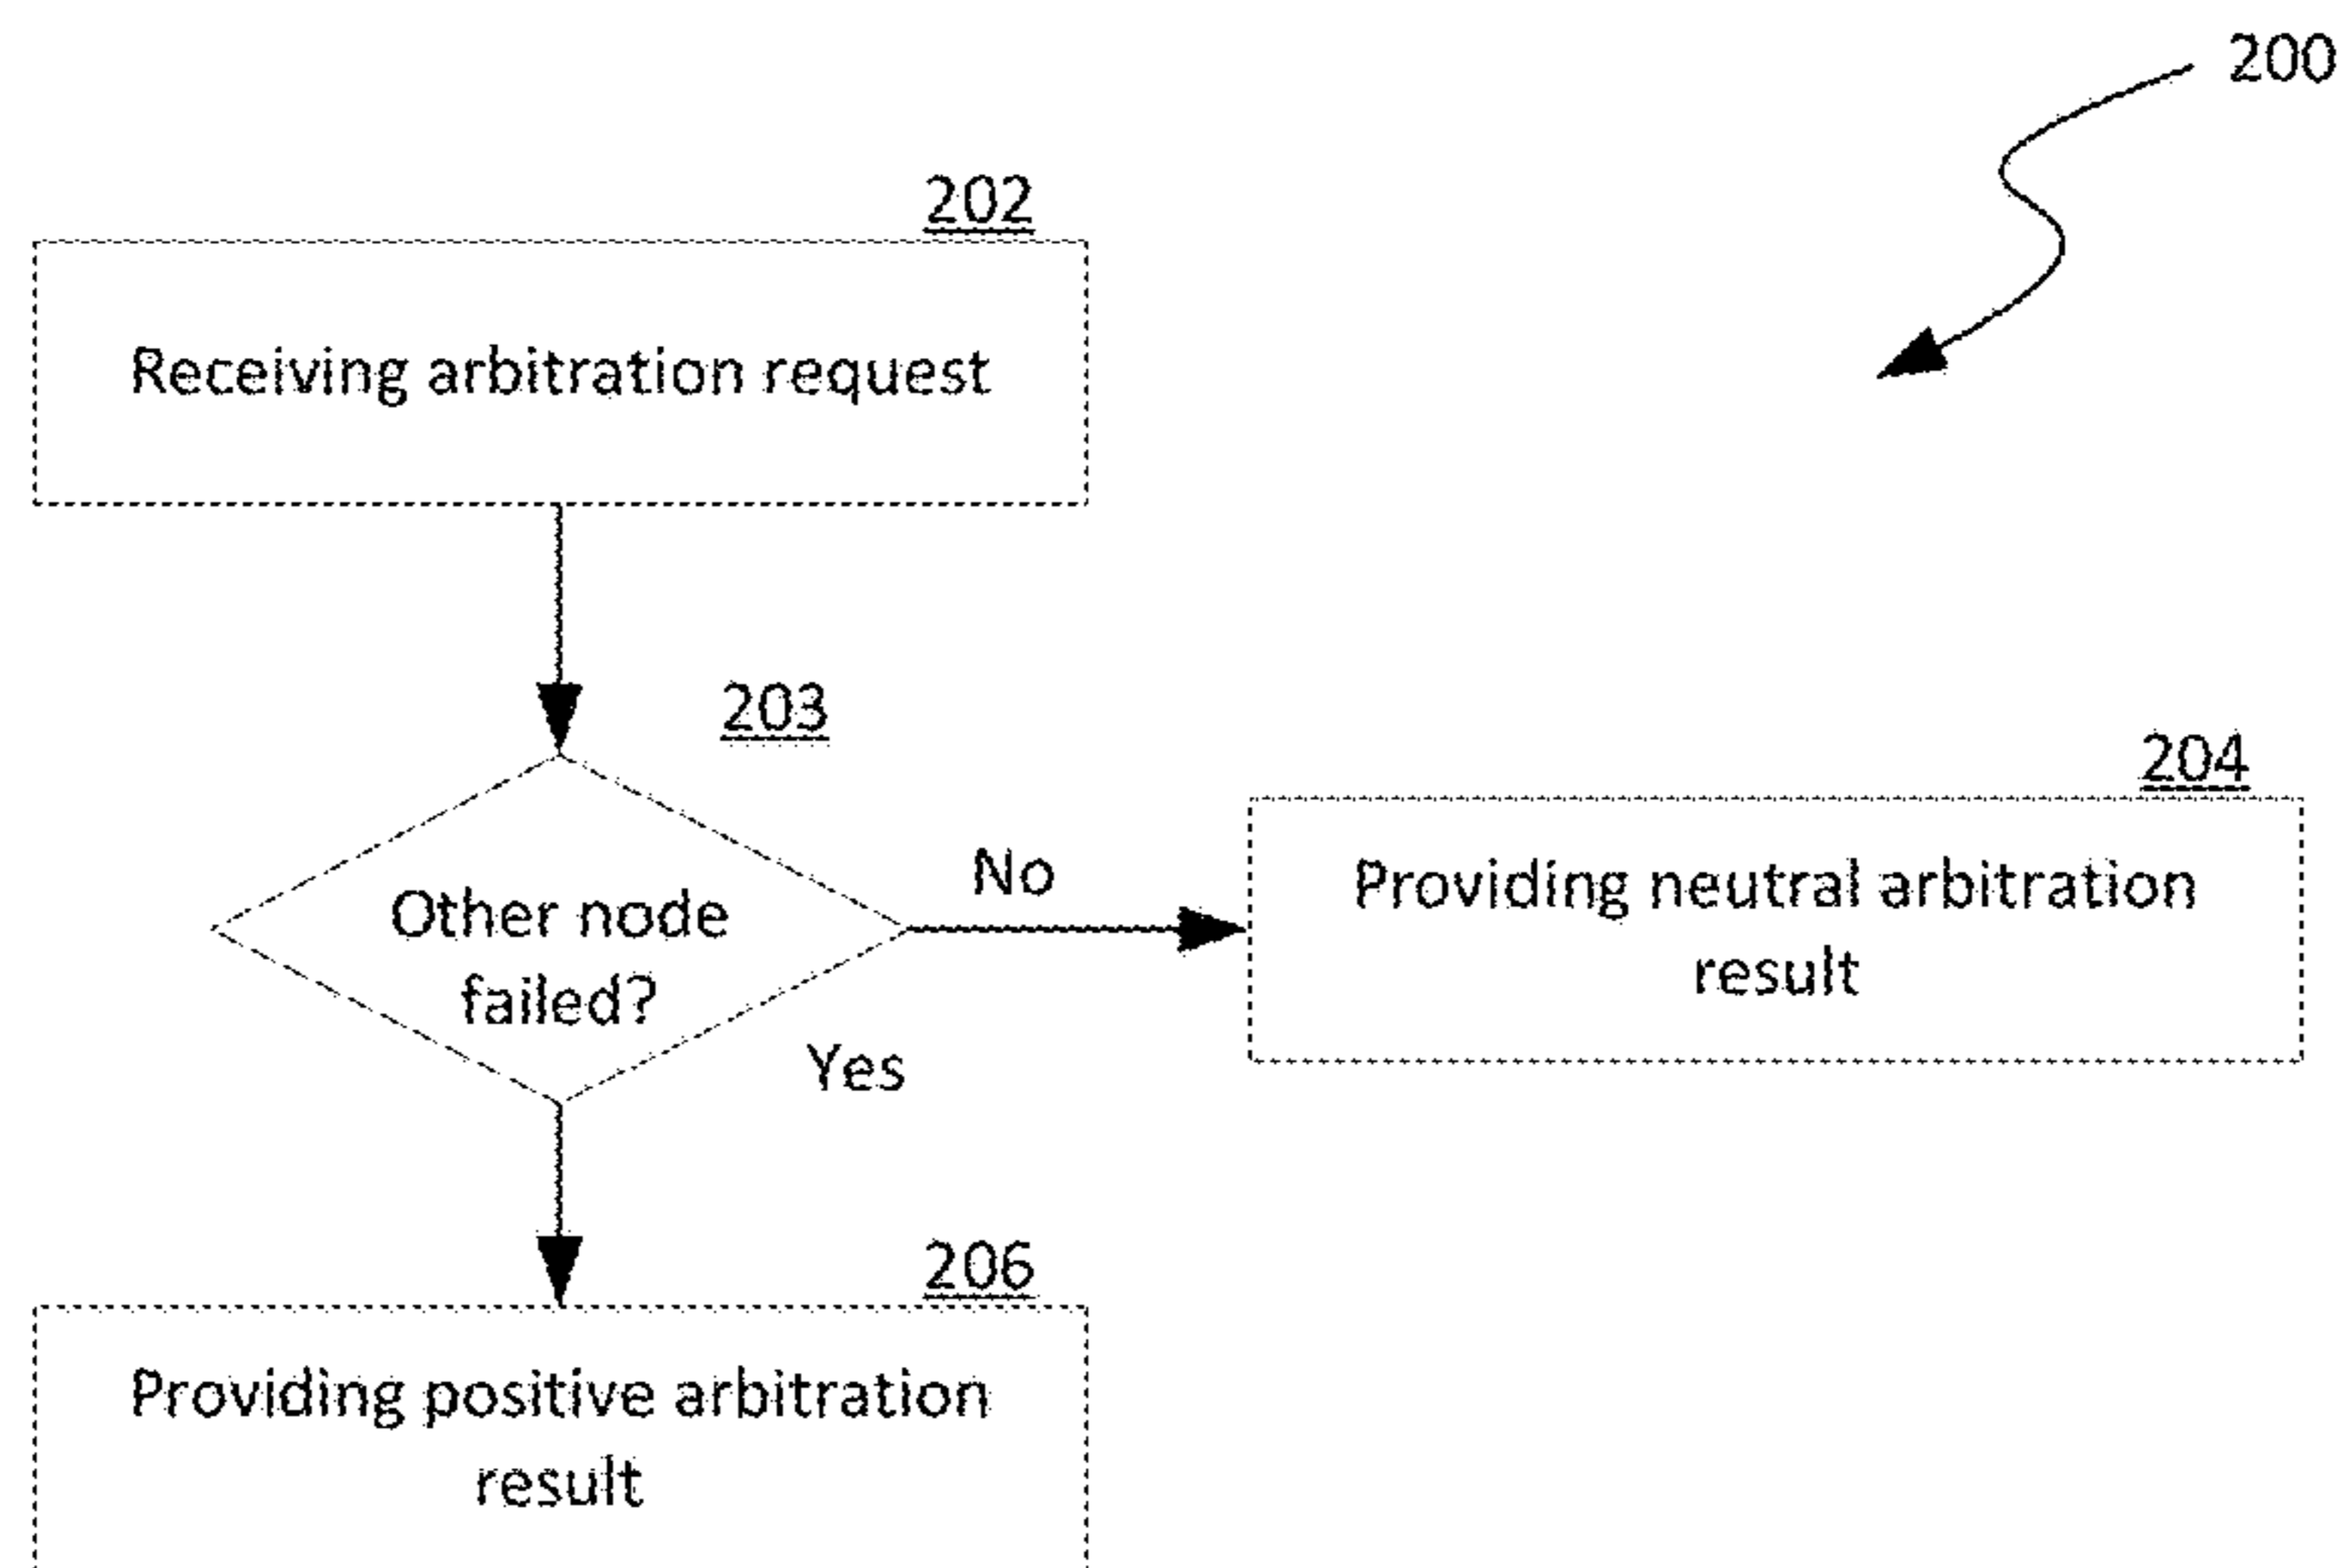 200
202
Receiving arbitration request
203
Other node
failed?
No
Yes
204
Providing neutral arbitration
result
206
Providing positive arbitration
result